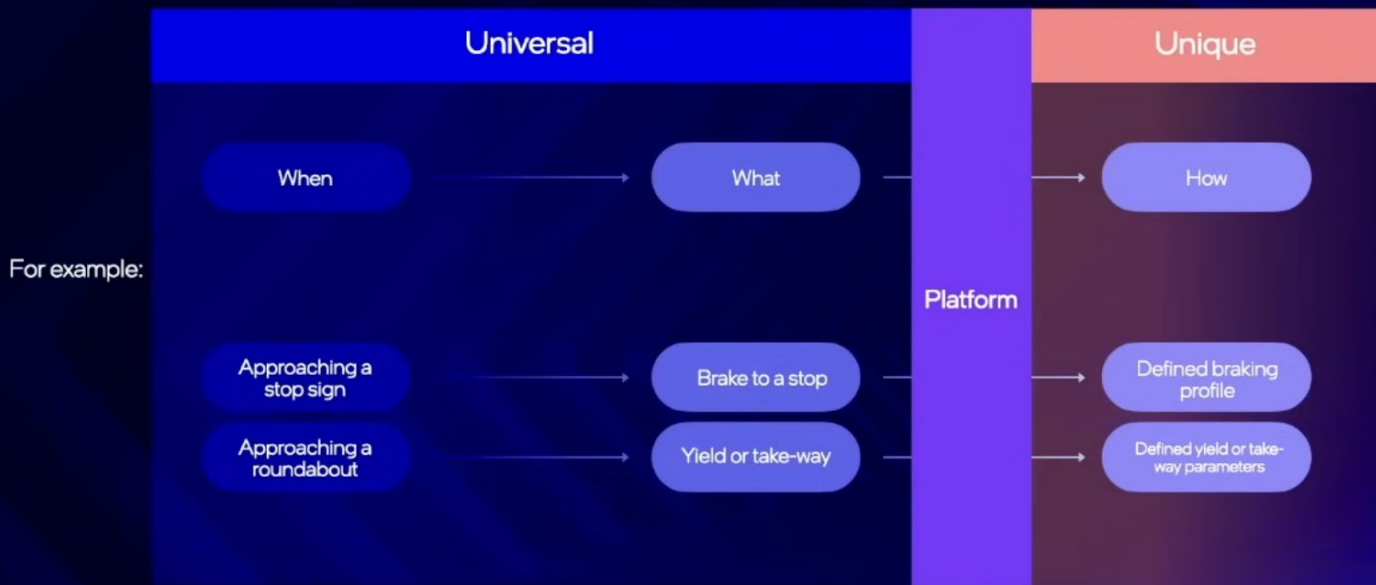 Universal
Unique
When
What
How
For example:
Platform
Approaching a
stop sign
Brake to a stop
Defined braking
profile
Approaching a
roundabout
Yield or take-way
Defined yield or take-
way parameters